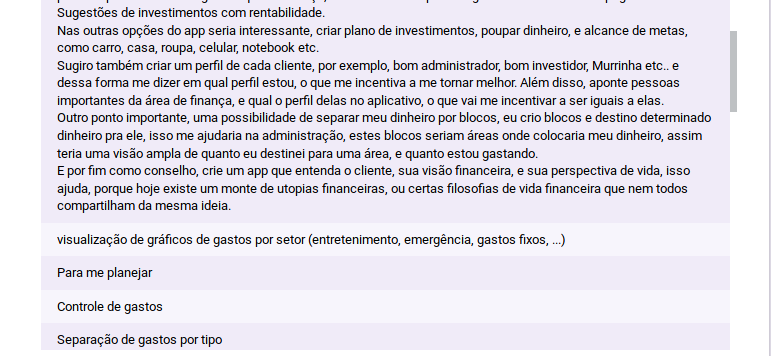 Sugestões de investimentos com rentabilidade.
Nas outras opções do app seria interessante, criar plano de investimentos, poupar dinheiro, e alcance de metas,
como carro, casa, roupa, celular, notebook etc.
Sugiro também criar um perfil de cada cliente, por exemplo, bom administrador, bom investidor, Murrinha etc.. e
dessa forma me dizer em qual perfil estou, o que me incentiva a me tornar melhor. Além disso, aponte pessoas
importantes da área de finança, e qual o perfil delas no aplicativo, o que vai me incentivar a ser iguais a elas.
Outro ponto importante, uma possibilidade de separar meu dinheiro por blocos, eu crio blocos e destino determinado
dinheiro pra ele, isso me ajudaria na administração, estes blocos seriam áreas onde colocaria meu dinheiro, assim
teria uma visão ampla de quanto eu destinei para uma área, e quanto estou gastando.
E por fim como conselho, crie um app que entenda o cliente, sua visão financeira, e sua perspectiva de vida, isso
ajuda, porque hoje existe um monte de utopias financeiras, ou certas filosofias de vida financeira que nem todos
compartilham da mesma ideia.
visualização de gráficos de gastos por setor (entretenimento, emergência, gastos fixos, ...)
Para me planejar
Controle de gastos
Separação de gastos por tipo